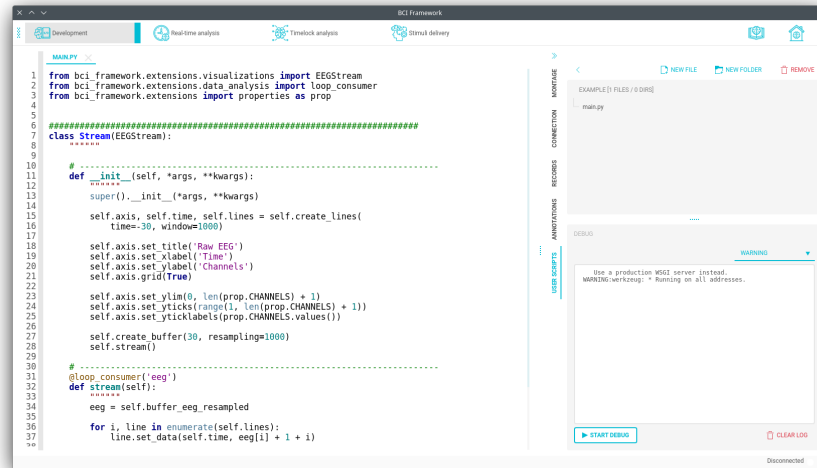 BCI Framework
Development
Real-time analysis
Timelock analysis
Stimuli delivery
MAIN.PY
1 from bci_framework.extensions.visualizations import EEGStream
2 from bci_framework.extensions.data_analysis import loop_consumer
3 from bci_framework.extensions import properties as prop
4
5
6 ########################################################################
7 class Stream(EEGStream):
8     """"""
9
10     # ----------------------------------------------------------------------
11     def __init__(self, *args, **kwargs):
12         """"""
13         super().__init__(*args, **kwargs)
14
15         self.axis, self.time, self.lines = self.create_lines(
16             time=-30, window=1000)
17
18         self.axis.set_title('Raw EEG')
19         self.axis.set_xlabel('Time')
20         self.axis.set_ylabel('Channels')
21         self.axis.grid(True)
22
23         self.axis.set_ylim(0, len(prop.CHANNELS) + 1)
24         self.axis.set_yticks(range(1, len(prop.CHANNELS) + 1))
25         self.axis.set_yticklabels(prop.CHANNELS.values())
26
27         self.create_buffer(30, resampling=1000)
28         self.stream()
29
30     # ----------------------------------------------------------------------
31     @loop_consumer('eeg')
32     def stream(self):
33         """"""
34         eeg = self.buffer_eeg_resampled
35
36         for i, line in enumerate(self.lines):
37             line.set_data(self.time, eeg[i] + 1 + i)
38
MONTAGE
CONNECTION
RECORDS
ANNOTATIONS
USER SCRIPTS
NEW FILE
NEW FOLDER
REMOVE
EXAMPLE [1 FILES / 0 DIRS]
main.py
DEBUG
WARNING
Use a production WSGI server instead.
WARNING:werkzeug: * Running on all addresses.
START DEBUG
CLEAR LOG
Disconnected